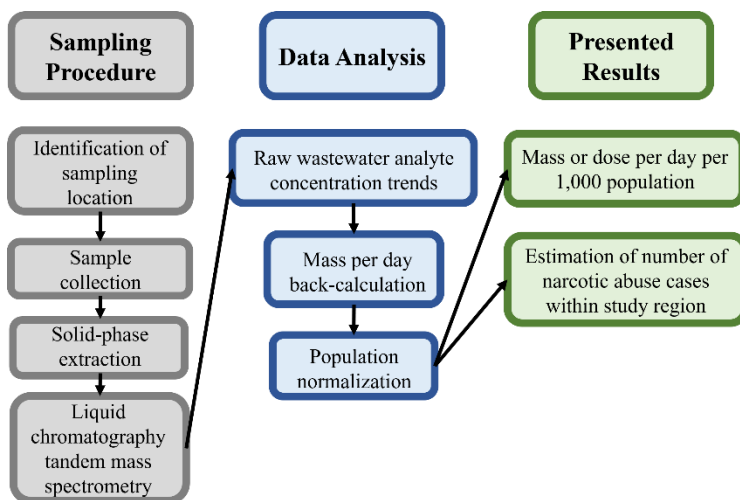 Sampling
Procedure
Identification of
sampling
location
Sample
collection
Solid-phase
extraction
Liquid
chromatography
tandem mass
spectrometry
Data Analysis
Raw wastewater analyte
concentration trends
Mass per day
back-calculation
Population
normalization
Presented
Results
Mass or dose per day per
1,000 population
Estimation of number of
narcotic abuse cases
within study region